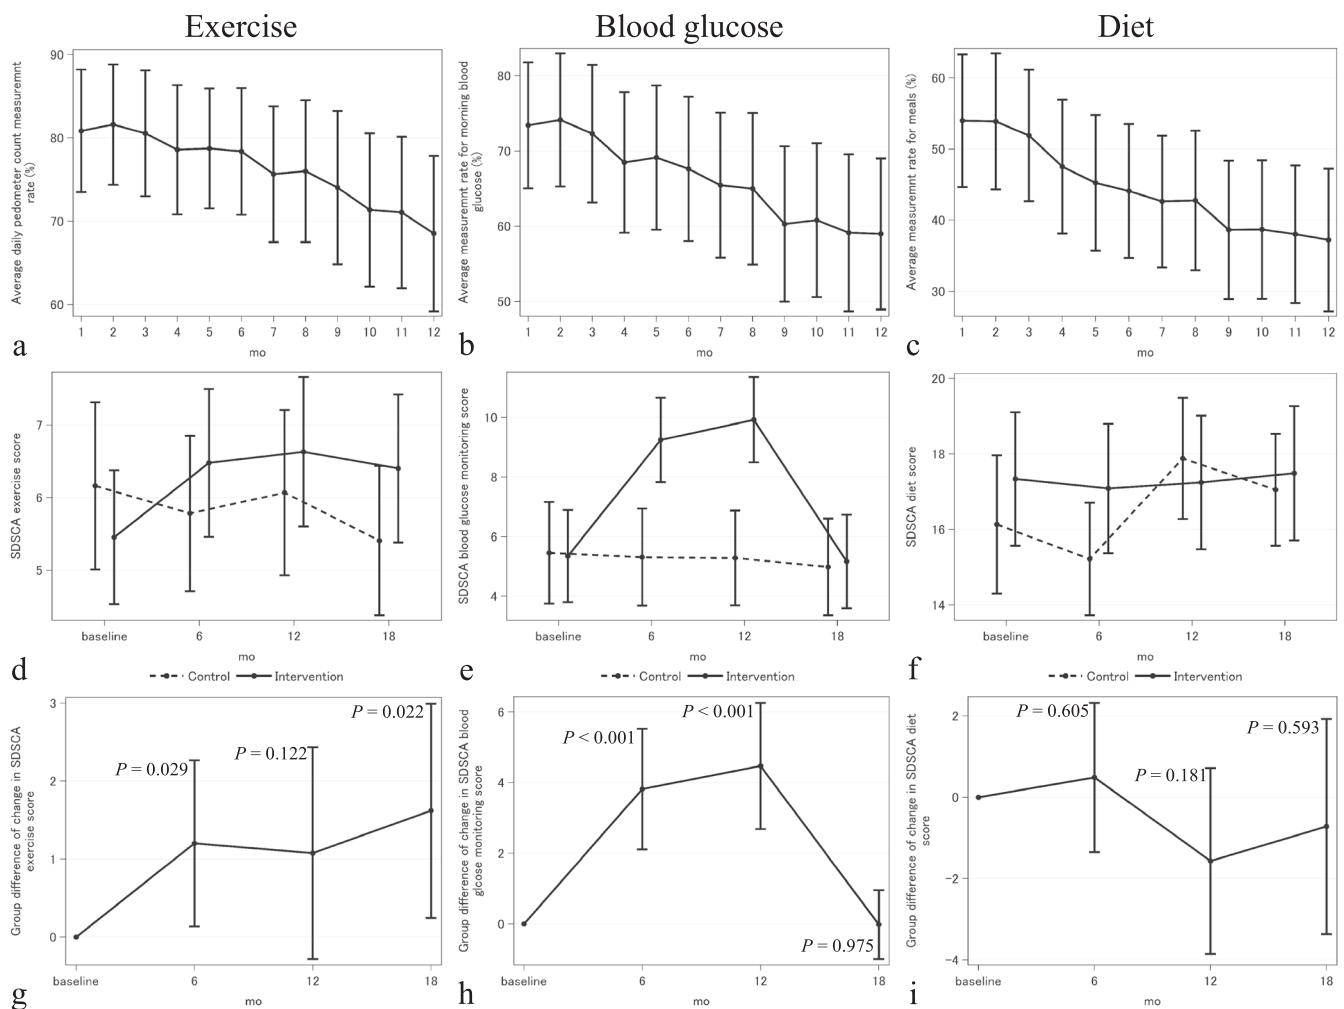 Exercise
Blood glucose
Diet
Average daily pedometer count measuremnt
rate (%)
90
80
70
60
1 2 3 4 5 6 7 8 9 10 11 12
mo
a
Average measuremnt rate for morning blood
glucose (%)
80
70
60
50
1 2 3 4 5 6 7 8 9 10 11 12
mo
b
Average measuremnt rate for meals (%)
60
50
40
30
1 2 3 4 5 6 7 8 9 10 11 12
mo
c
SDSCA exercise score
7
6
5
baseline 6 12 18
mo
d
Control Intervention
SDSCA blood glucose monitoring score
10
8
6
4
baseline 6 12 18
mo
e
Control Intervention
SDSCA diet score
20
18
16
14
baseline 6 12 18
mo
f
Control Intervention
Group difference of change in SDSCA
exercise score
3
2
1
0
P = 0.029
P = 0.122
P = 0.022
baseline 6 12 18
mo
g
Group difference of change in SDSCA blood
glcose monitoring score
6
4
2
0
P < 0.001
P < 0.001
P = 0.975
baseline 6 12 18
mo
h
Group difference of change in SDSCA diet
score
2
0
-2
-4
P = 0.605
P = 0.181
P = 0.593
baseline 6 12 18
mo
i